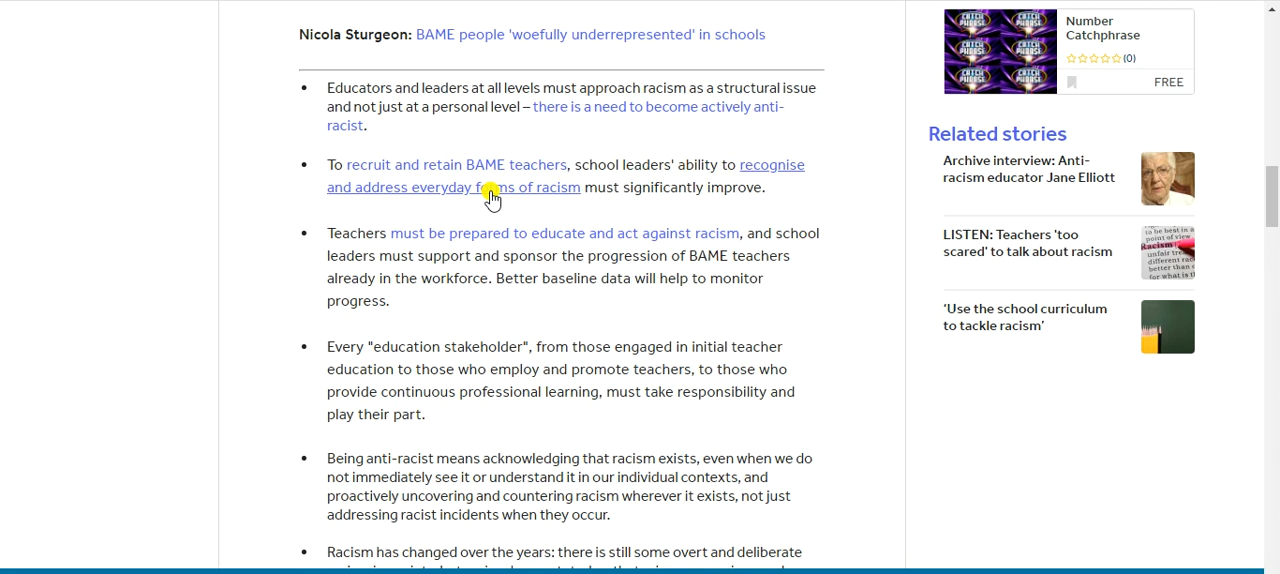 Nicola Sturgeon: BAME people 'woefully underrepresented' in schools
• Educators and leaders at all levels must approach racism as a structural issue
and not just at a personal level – there is a need to become actively anti-
racist.
• To recruit and retain BAME teachers, school leaders' ability to recognise
and address everyday forms of racism must significantly improve.
• Teachers must be prepared to educate and act against racism, and school
leaders must support and sponsor the progression of BAME teachers
already in the workforce. Better baseline data will help to monitor
progress.
• Every "education stakeholder", from those engaged in initial teacher
education to those who employ and promote teachers, to those who
provide continuous professional learning, must take responsibility and
play their part.
• Being anti-racist means acknowledging that racism exists, even when we do
not immediately see it or understand it in our individual contexts, and
proactively uncovering and countering racism wherever it exists, not just
addressing racist incidents when they occur.
• Racism has changed over the years: there is still some overt and deliberate
Number
Catchphrase
(0)
FREE
Related stories
Archive interview: Anti-
racism educator Jane Elliott
LISTEN: Teachers 'too
scared' to talk about racism
‘Use the school curriculum
to tackle racism’